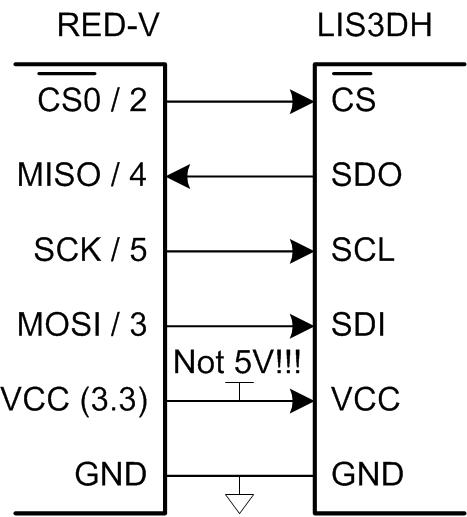 RED-V LIS3DH
CS0 / 2 CS
MISO / 4 SDO
SCK / 5 SCL
MOSI / 3 SDI
Not 5V!!!
VCC (3.3) VCC
GND GND